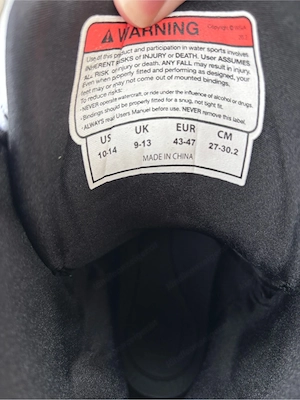 WARNING
Use of this product and participation in water sports involves
INHERENT RISKS OF INJURY or DEATH. User ASSUMES
ALL RISK of injury or death. ANY FALL may result in injury.
Even when properly fitted and performing as designed, your
feet may or may not come out of mounted bindings.
To reduce risks:
• NEVER operate watercraft, or ride under the influence of alcohol or drugs.
• Bindings should be properly fitted for a snug, not tight fit.
• ALWAYS read Users Manual before use. NEVER remove this label.
US UK EUR CM
10-14 9-13 43-47 27-30.2
MADE IN CHINA